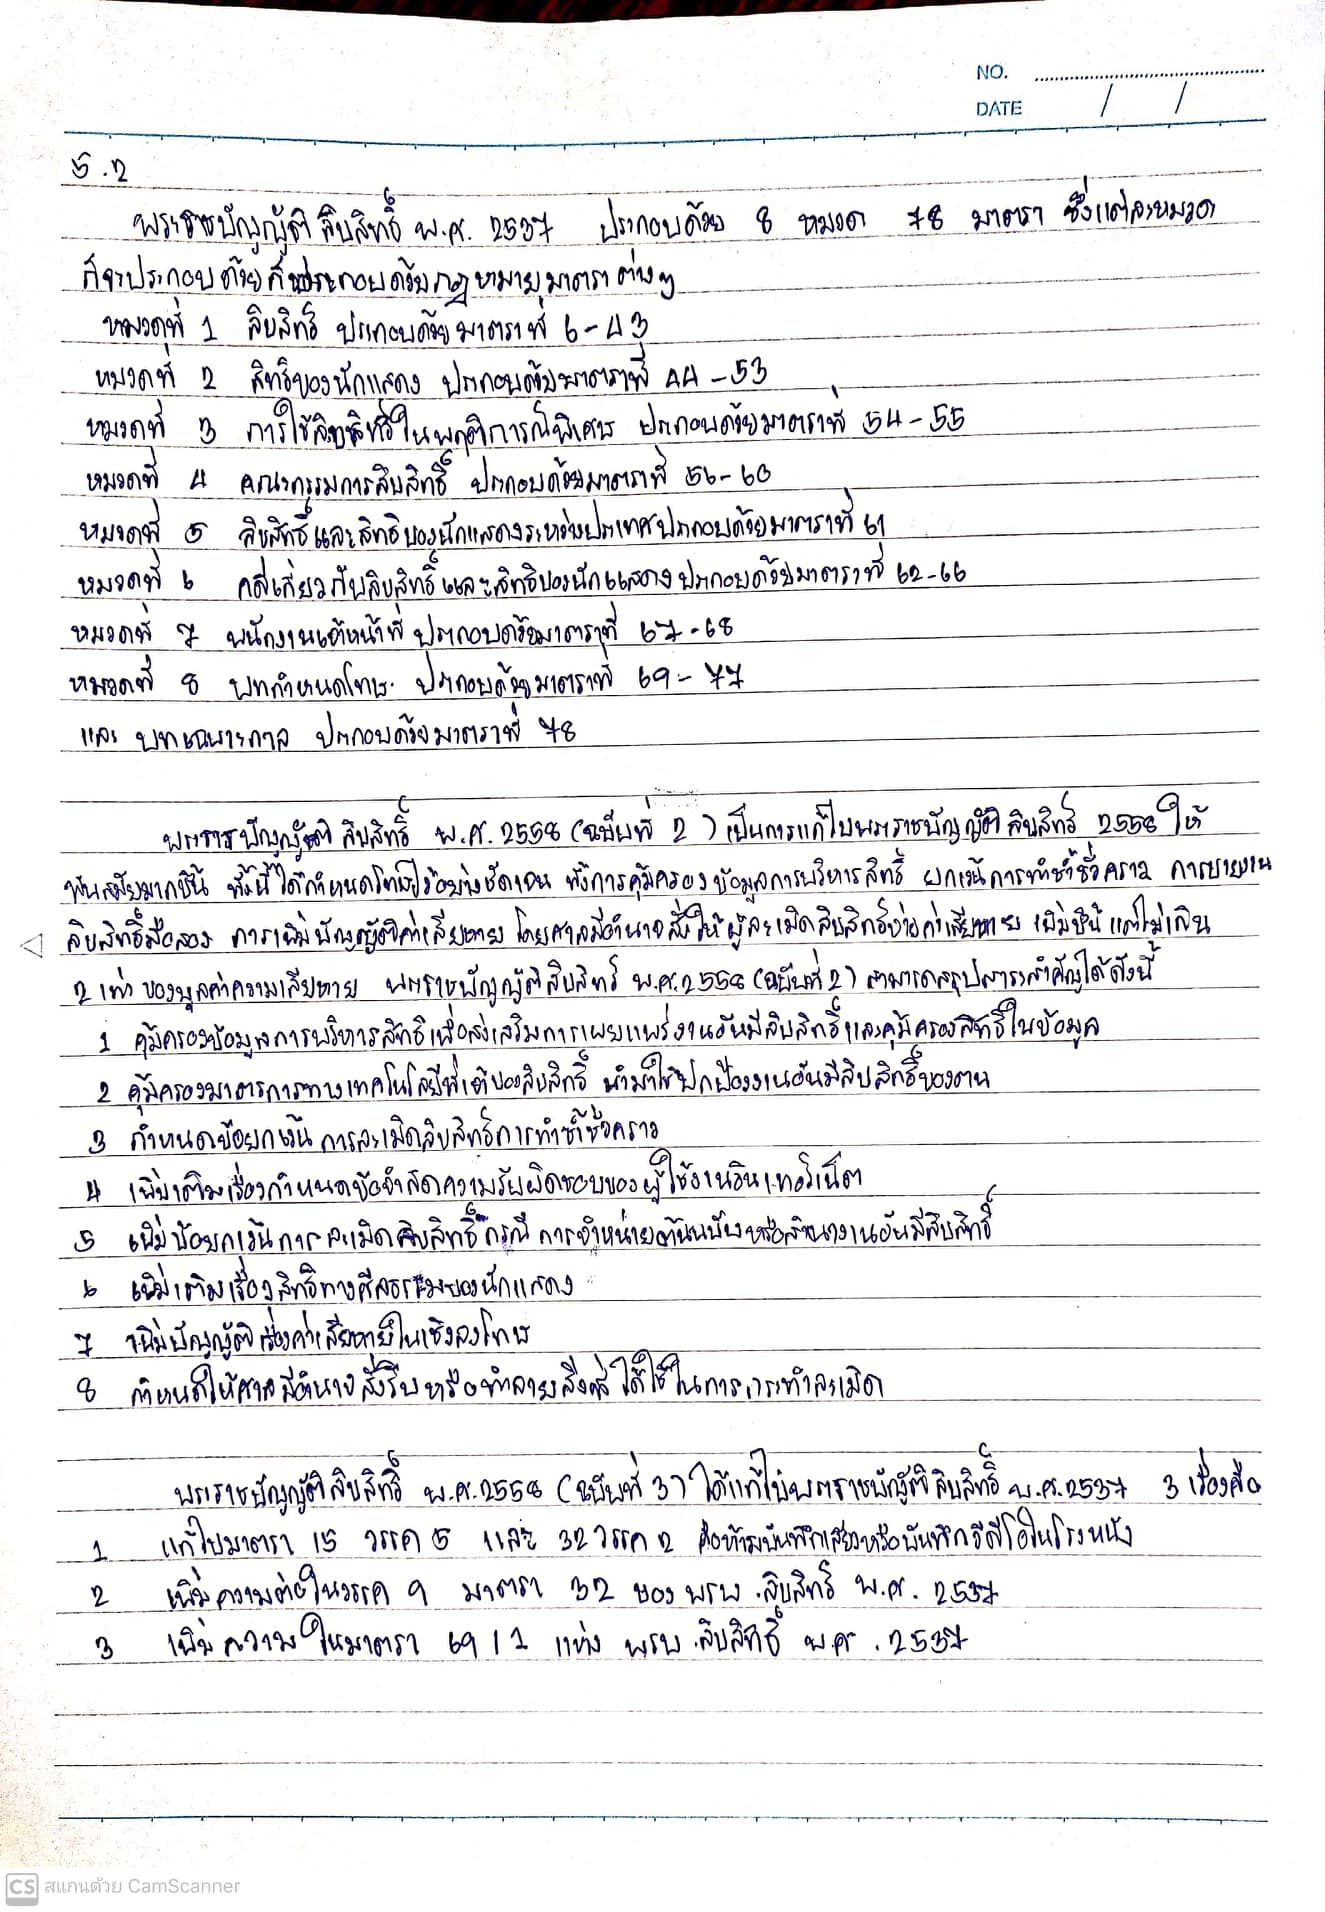 NO.
DATE / /
5.2
พระราชบัญญัติลิขสิทธิ์ พ.ศ. 2537 ประกอบด้วย 8 หมวด 78 มาตรา ซึ่งแต่ละหมวด
ก็จะประกอบด้วยก็ประกอบด้วยกฎหมายมาตราต่างๆ
หมวดที่ 1 ลิขสิทธิ์ ประกอบด้วยมาตราที่ 6-43
หมวดที่ 2 สิทธิของนักแสดง ประกอบด้วยมาตราที่ 44-53
หมวดที่ 3 การใช้ลิขสิทธิ์ในพฤติการณ์พิเศษ ประกอบด้วยมาตราที่ 54-55
หมวดที่ 4 คณะกรรมการลิขสิทธิ์ ประกอบด้วยมาตราที่ 56-60
หมวดที่ 5 ลิขสิทธิ์และสิทธิของนักแสดงระหว่างประเทศประกอบด้วยมาตราที่ 61
หมวดที่ 6 คดีเกี่ยวกับลิขสิทธิ์และสิทธิของนักแสดงประกอบด้วยมาตราที่ 62-66
หมวดที่ 7 พนักงานเจ้าหน้าที่ ประกอบด้วยมาตราที่ 67-68
หมวดที่ 8 บทกำหนดโทษ ประกอบด้วยมาตราที่ 69-77
และ บทเฉพาะกาล ประกอบด้วยมาตราที่ 78
พระราชบัญญัติลิขสิทธิ์ พ.ศ. 2558 (ฉบับที่ 2) เป็นการแก้ไขพระราชบัญญัติลิขสิทธิ์ 2558 ให้
ทันสมัยมากขึ้น ทั้งนี้ได้กำหนดโทษไว้อย่างชัดเจน ทั้งการคุ้มครองข้อมูลการบริหารสิทธิ์ ยกเว้นการทำซ้ำชั่วคราว การขายงาน
ลิขสิทธิ์มือสอง การเพิ่มบัญญัติค่าเสียหาย โดยศาลมีอำนาจสั่งให้ผู้ละเมิดลิขสิทธิ์จ่ายค่าเสียหาย เพิ่มขึ้นแต่ไม่เกิน
2 เท่า ของมูลค่าความเสียหาย พระราชบัญญัติลิขสิทธิ์ พ.ศ.2558 (ฉบับที่ 2) สามารถสรุปสาระสำคัญได้ดังนี้
1 คุ้มครองข้อมูลการบริหารสิทธิเพื่อส่งเสริมการเผยแพร่งานอันมีลิขสิทธิ์และคุ้มครองสิทธิ์ในข้อมูล
2 คุ้มครองมาตรการทางเทคโนโลยีที่เจ้าของลิขสิทธิ์ นำมาใช้ปกป้องงานอันมีลิขสิทธิ์ของตน
3 กำหนดข้อยกเว้น การละเมิดลิขสิทธิ์การทำซ้ำชั่วคราว
4 เพิ่มเติมเรื่องกำหนดข้อจำกัดความรับผิดชอบของผู้ใช้งานอินเทอร์เน็ต
5 เพิ่มข้อยกเว้นการละเมิดลิขสิทธิ์กรณี การจำหน่ายต้นฉบับหรือสำเนางานอันมีลิขสิทธิ์
6 เพิ่มเติมเรื่องสิทธิทางศีลธรรมของนักแสดง
7 เพิ่มบัญญัติเรื่องค่าเสียหายในเชิงลงโทษ
8 กำหนดให้ศาลมีอำนาจสั่งริบหรือทำลายสิ่งที่ได้ใช้ในการกระทำละเมิด
พระราชบัญญัติลิขสิทธิ์ พ.ศ.2558 (ฉบับที่ 3) ได้แก้ไขพระราชบัญญัติลิขสิทธิ์ พ.ศ.2537 3 เรื่องคือ
1 แก้ไขมาตรา 15 วรรค 5 และ 32 วรรค 2 คือห้ามบันทึกเสียงหรือบันทึกวีดีโอในโรงหนัง
2 เพิ่มความต่อในวรรค 9 มาตรา 32 ของ พรบ.ลิขสิทธิ์ พ.ศ. 2537
3 เพิ่มความในมาตรา 69/1 แห่ง พรบ.ลิขสิทธิ์ พ.ศ. 2537
CS สแกนด้วย CamScanner